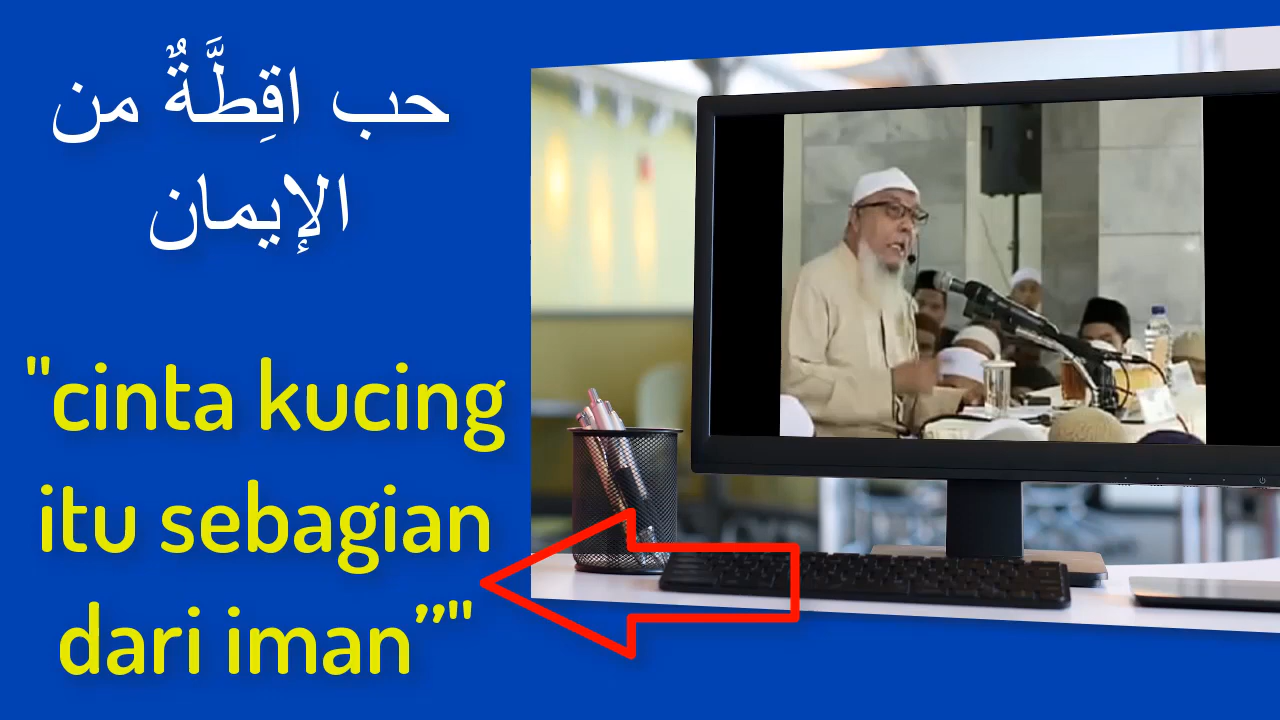 حب اقِطَّةٌ من
الإيمان
"cinta kucing
itu sebagian
dari iman”"